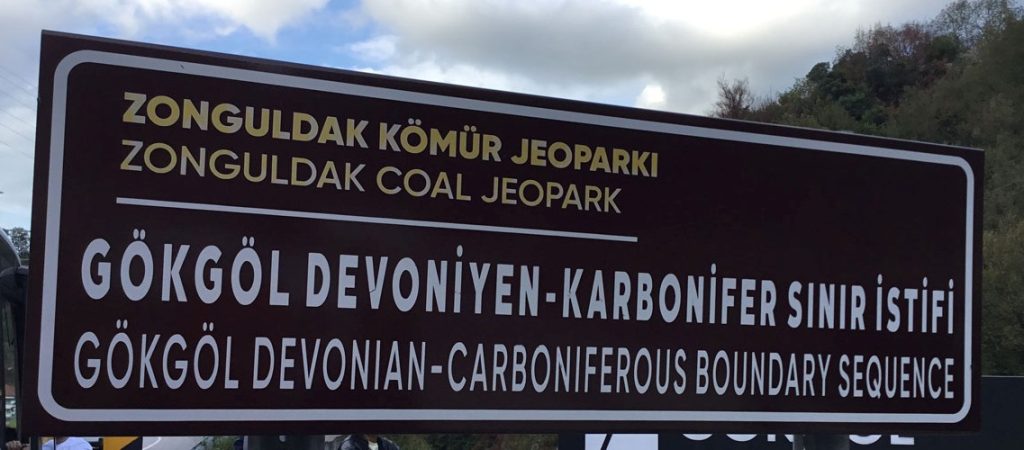 ZONGULDAK KÖMÜR JEOPARKI
ZONGULDAK COAL JEOPARK
GÖKGÖL DEVONİYEN-KARBONİFER SINIR İSTİFİ
GÖKGÖL DEVONIAN-CARBONIFEROUS BOUNDARY SEQUENCE